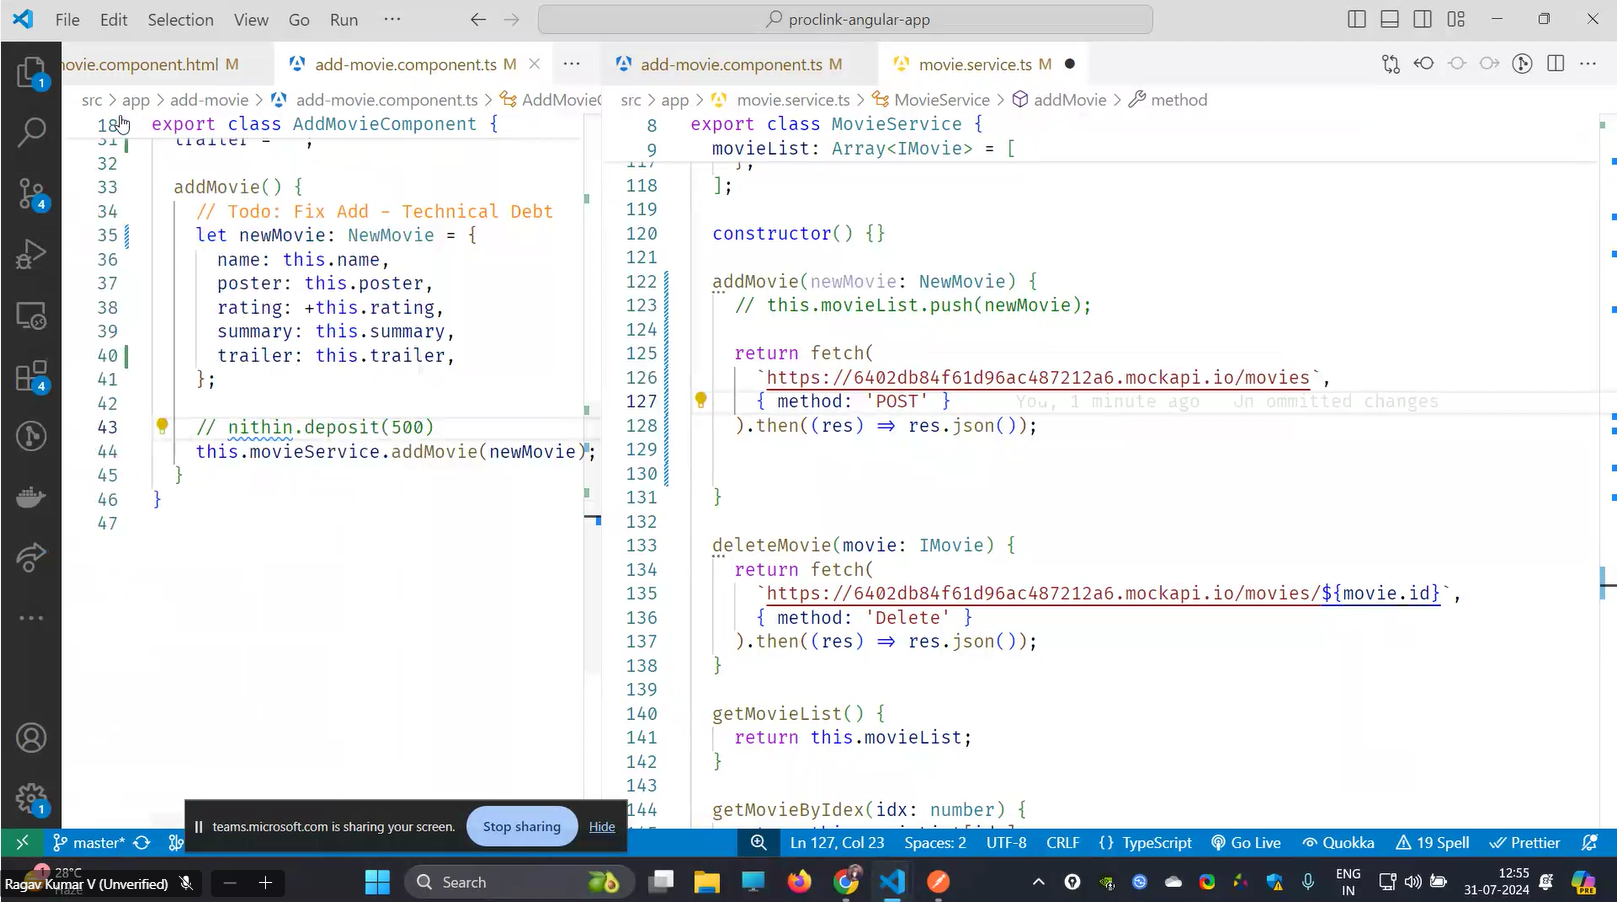 File Edit Selection View Go Run ··· proclink-angular-app
movie.component.html M add-movie.component.ts M ··· add-movie.component.ts M movie.service.ts M
src > app > add-movie > add-movie.component.ts > AddMovieC
src > app > movie.service.ts > MovieService > addMovie > method
18 export class AddMovieComponent {
31 trailer = '';
32
33 addMovie() {
34 // Todo: Fix Add - Technical Debt
35 let newMovie: NewMovie = {
36 name: this.name,
37 poster: this.poster,
38 rating: +this.rating,
39 summary: this.summary,
40 trailer: this.trailer,
41 };
42
43 // nithin.deposit(500)
44 this.movieService.addMovie(newMovie);
45 }
46 }
47
8 export class MovieService {
9 movieList: Array<IMovie> = [
117 },
118 ];
119
120 constructor() {}
121
122 addMovie(newMovie: NewMovie) {
123 // this.movieList.push(newMovie);
124
125 return fetch(
126 `https://6402db84f61d96ac487212a6.mockapi.io/movies`,
127 { method: 'POST' } You, 1 minute ago Un ommitted changes
128 ).then((res) => res.json());
129
130
131 }
132
133 deleteMovie(movie: IMovie) {
134 return fetch(
135 `https://6402db84f61d96ac487212a6.mockapi.io/movies/${movie.id}`,
136 { method: 'Delete' }
137 ).then((res) => res.json());
138 }
139
140 getMovieList() {
141 return this.movieList;
142 }
143
144 getMovieByIdex(idx: number) {
1
4
4
1
teams.microsoft.com is sharing your screen. Stop sharing Hide
master* Ln 127, Col 23 Spaces: 2 UTF-8 CRLF {} TypeScript Go Live Quokka 19 Spell Prettier
28°C
Haze
Ragav Kumar V (Unverified)
Search
ENG
IN
12:55
31-07-2024
PRE